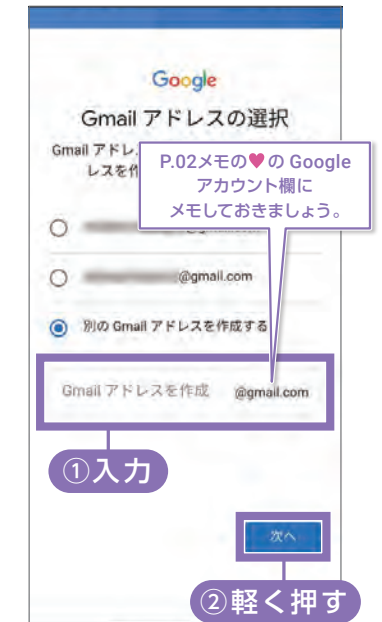 Google
Gmail アドレスの選択
Gmail アドレ
レスを作
P.02メモの♥の Google
アカウント欄に
メモしておきましょう。
@gmail.com
別の Gmail アドレスを作成する
Gmail アドレスを作成 @gmail.com
①入力
次へ
②軽く押す